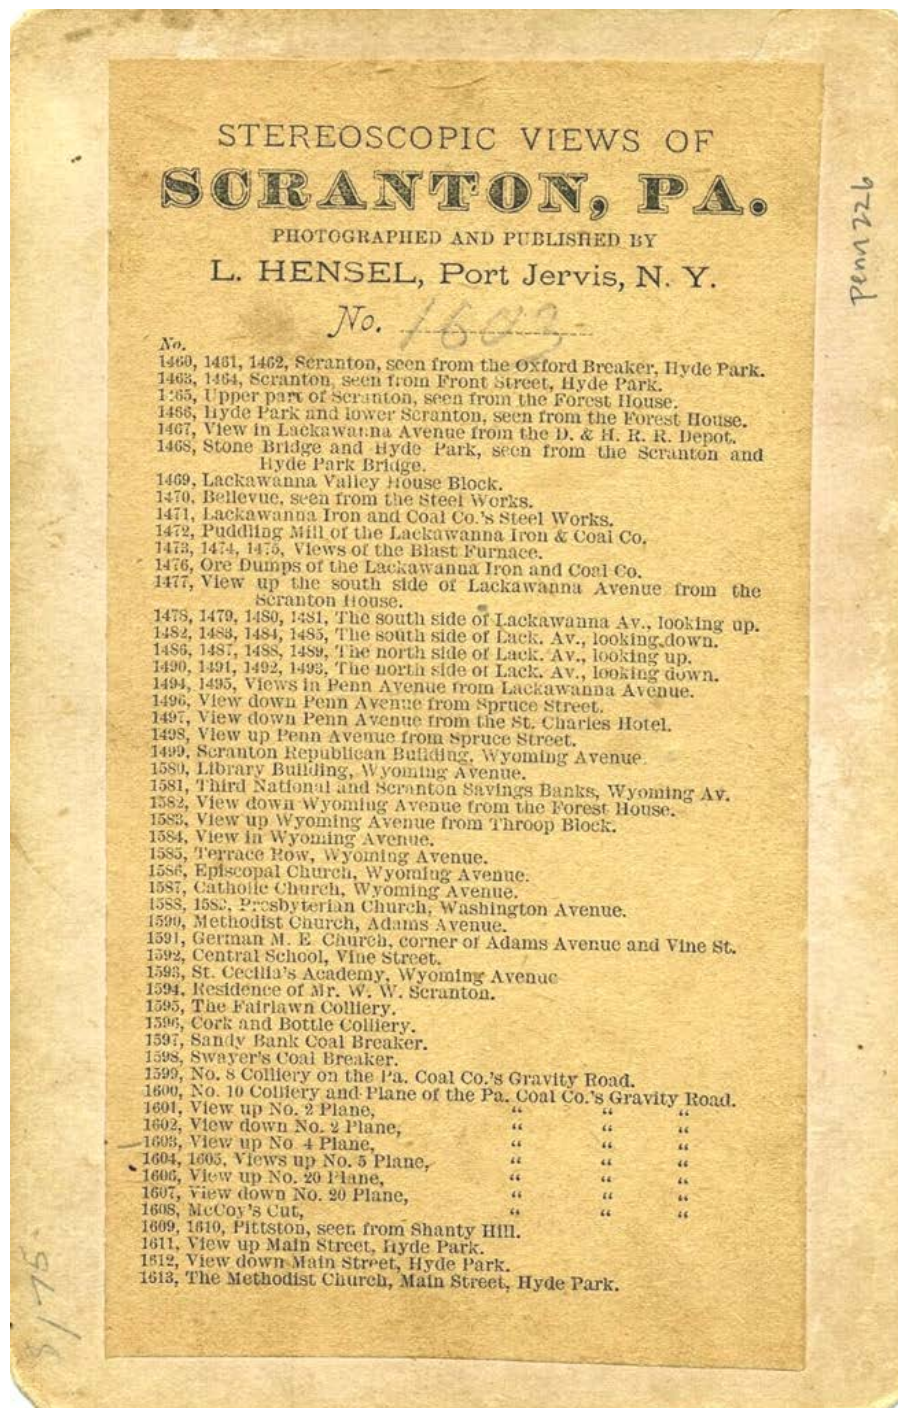 STEREOSCOPIC VIEWS OF
SCRANTON, PA.
PHOTOGRAPHED AND PUBLISHED BY
L. HENSEL, Port Jervis, N. Y.
No. 1603
No.
1460, 1461, 1462, Scranton, seen from the Oxford Breaker, Hyde Park.
1463, 1464, Scranton, seen from Front Street, Hyde Park.
1465, Upper part of Scranton, seen from the Forest House.
1466, Hyde Park and lower Scranton, seen from the Forest House.
1467, View in Lackawanna Avenue from the D. & H. R. R. Depot.
1468, Stone Bridge and Hyde Park, seen from the Scranton and
Hyde Park Bridge.
1469, Lackawanna Valley House Block.
1470, Bellevue, seen from the Steel Works.
1471, Lackawanna Iron and Coal Co.'s Steel Works.
1472, Puddling Mill of the Lackawanna Iron & Coal Co.
1473, 1474, 1475, Views of the Blast Furnace.
1476, Ore Dumps of the Lackawanna Iron and Coal Co.
1477, View up the south side of Lackawanna Avenue from the
Scranton House.
1478, 1479, 1480, 1481, The south side of Lackawanna Av., looking up.
1482, 1483, 1484, 1485, The south side of Lack. Av., looking down.
1486, 1487, 1488, 1489, The north side of Lack. Av., looking up.
1490, 1491, 1492, 1493, The north side of Lack. Av., looking down.
1494, 1495, Views in Penn Avenue from Lackawanna Avenue.
1496, View down Penn Avenue from Spruce Street.
1497, View down Penn Avenue from the St. Charles Hotel.
1498, View up Penn Avenue from Spruce Street.
1499, Scranton Republican Building, Wyoming Avenue.
1580, Library Building, Wyoming Avenue.
1581, Third National and Scranton Savings Banks, Wyoming Av.
1582, View down Wyoming Avenue from the Forest House.
1583, View up Wyoming Avenue from Throop Block.
1584, View in Wyoming Avenue.
1585, Terrace Row, Wyoming Avenue.
1586, Episcopal Church, Wyoming Avenue.
1587, Catholic Church, Wyoming Avenue.
1588, 1589, Presbyterian Church, Washington Avenue.
1590, Methodist Church, Adams Avenue.
1591, German M. E. Church, corner of Adams Avenue and Vine St.
1592, Central School, Vine Street.
1593, St. Cecilia's Academy, Wyoming Avenue
1594, Residence of Mr. W. W. Scranton.
1595, The Fairlawn Colliery.
1596, Cork and Bottle Colliery.
1597, Sandy Bank Coal Breaker.
1598, Swayer's Coal Breaker.
1599, No. 8 Colliery on the Pa. Coal Co.'s Gravity Road.
1600, No. 10 Colliery and Plane of the Pa. Coal Co.'s Gravity Road.
1601, View up No. 2 Plane, " " "
1602, View down No. 2 Plane, " " "
1603, View up No 4 Plane, " " "
1604, 1605, Views up No. 5 Plane, " " "
1606, View up No. 20 Plane, " " "
1607, View down No. 20 Plane, " " "
1608, McCoy's Cut, " " "
1609, 1610, Pittston, seen from Shanty Hill.
1611, View up Main Street, Hyde Park.
1612, View down Main Street, Hyde Park.
1613, The Methodist Church, Main Street, Hyde Park.
Penn 226